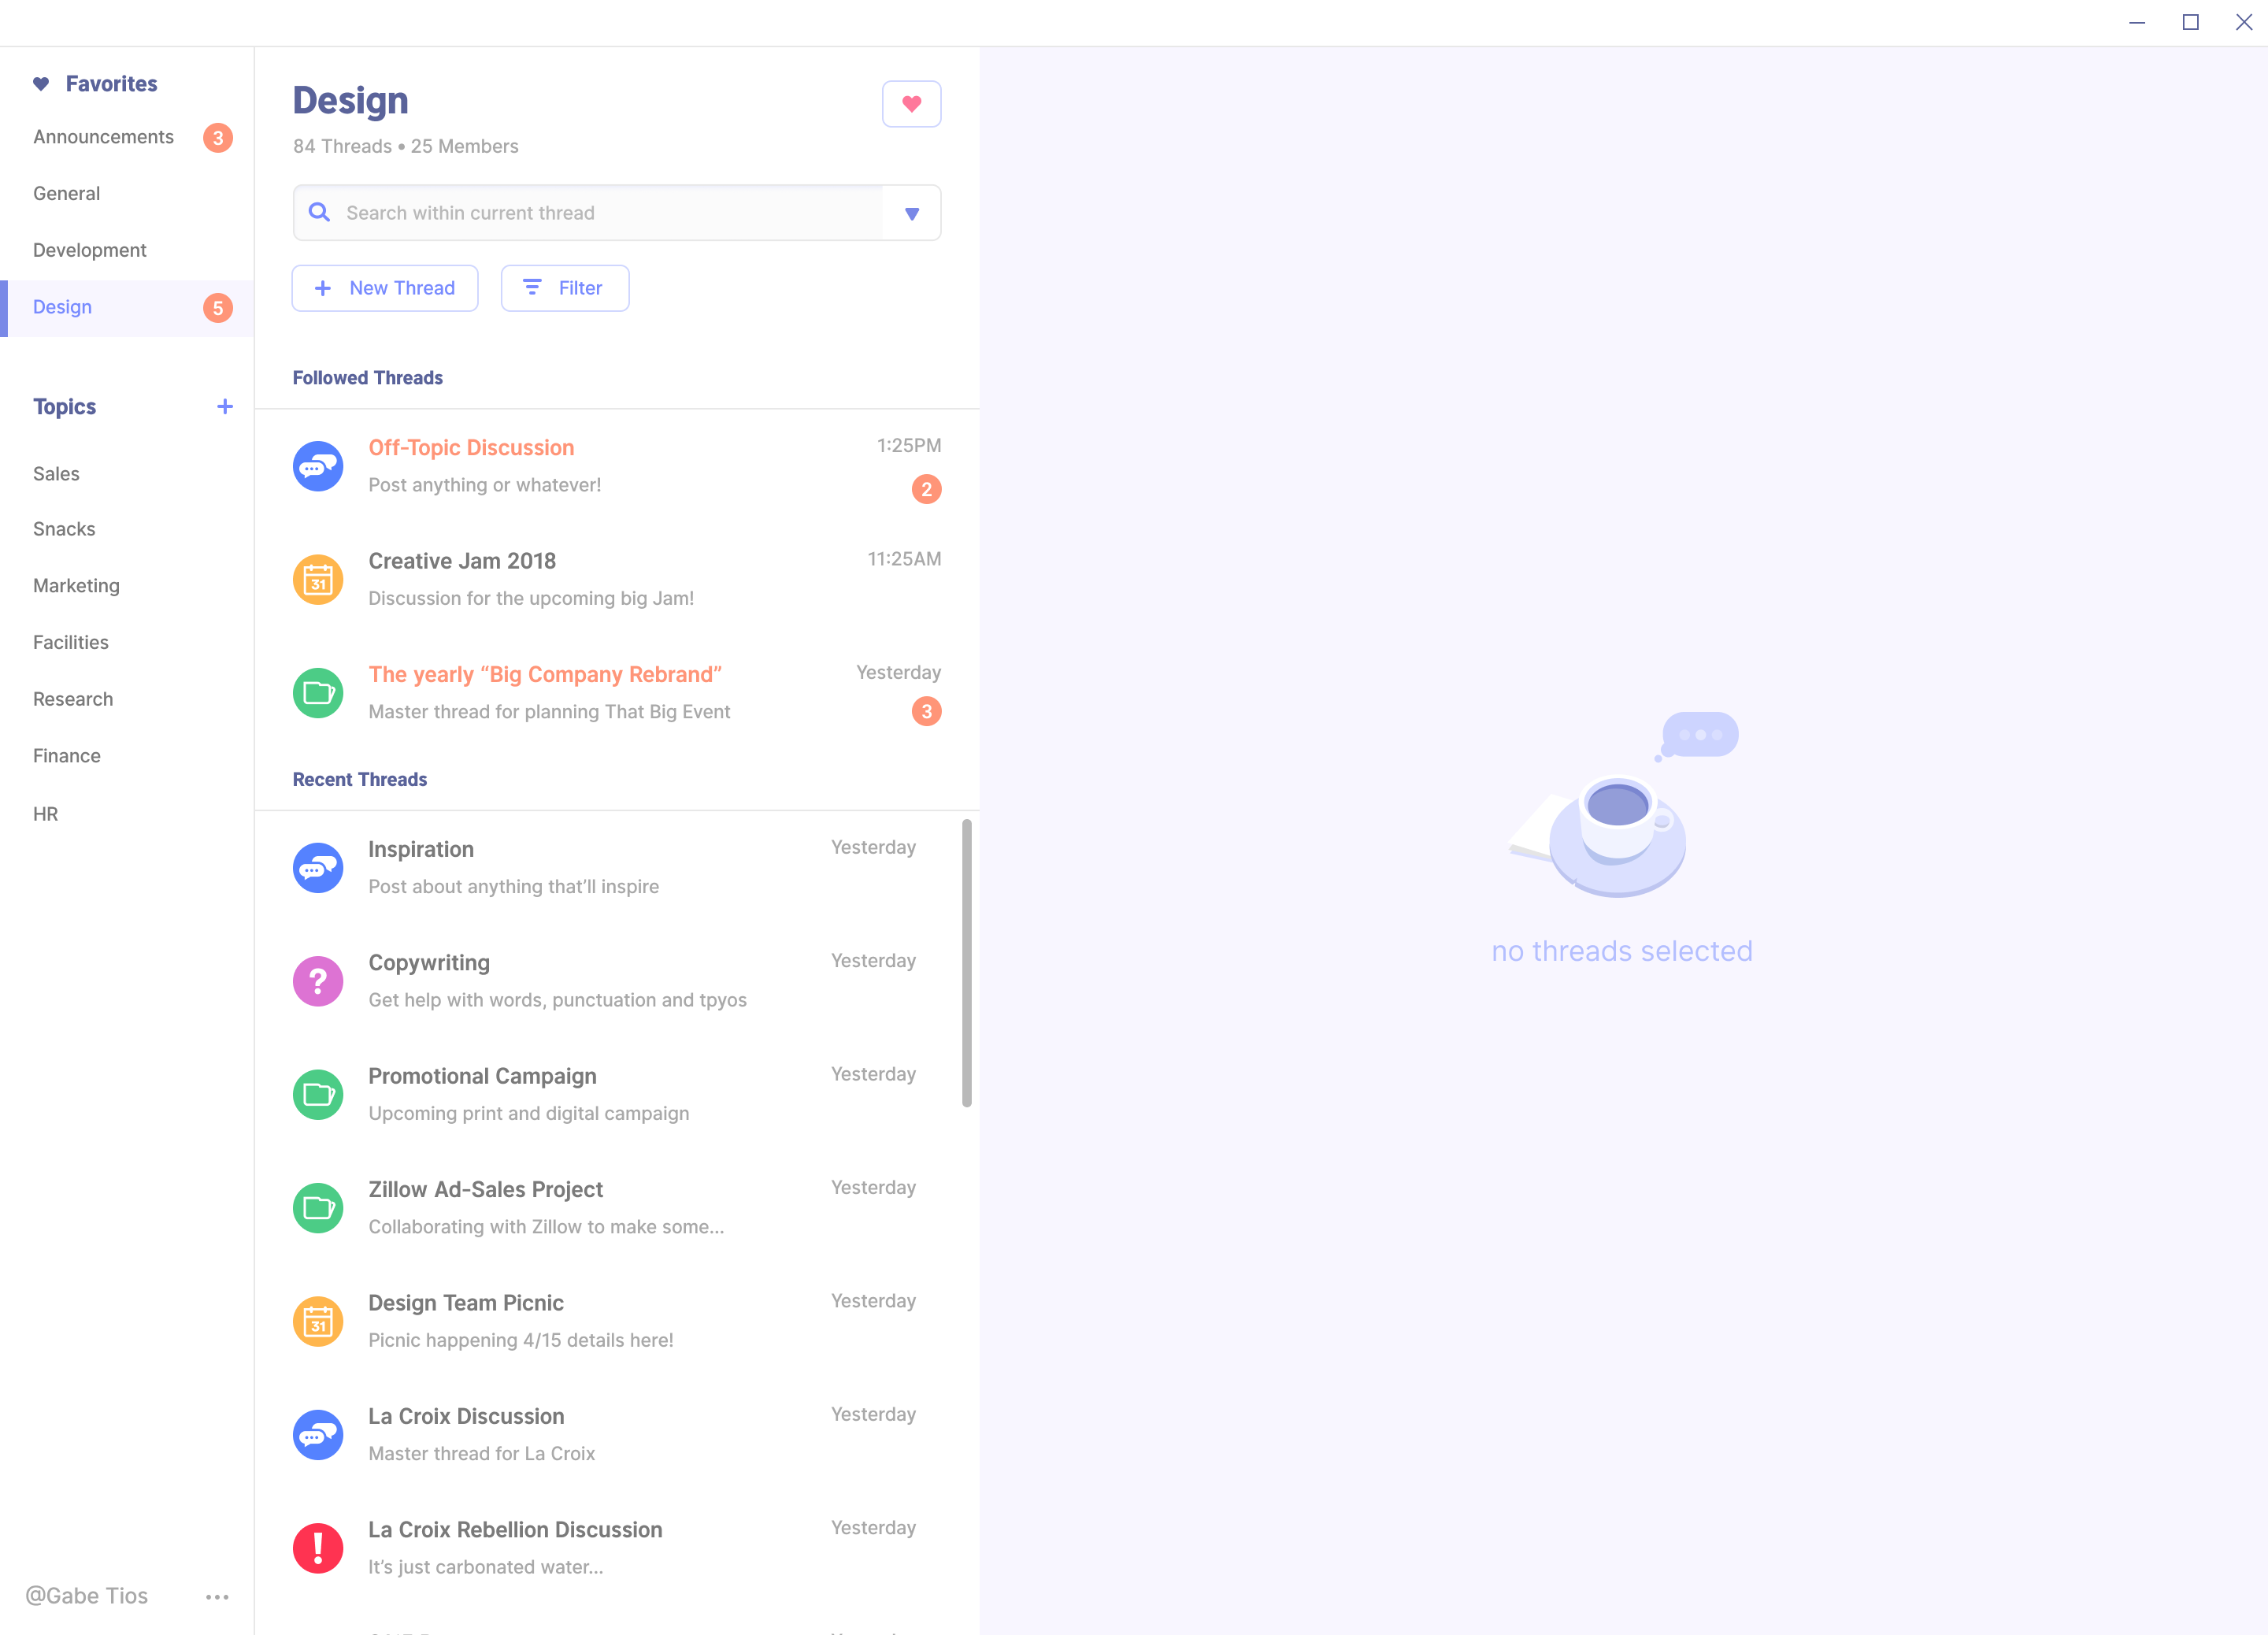 Favorites
Announcements 3
General
Development
Design 5
Topics
Sales
Snacks
Marketing
Facilities
Research
Finance
HR
@Gabe Tios
Design
84 Threads • 25 Members
Search within current thread
New Thread Filter
Followed Threads
Off-Topic Discussion 1:25PM
Post anything or whatever! 2
31
Creative Jam 2018 11:25AM
Discussion for the upcoming big Jam!
The yearly “Big Company Rebrand” Yesterday
Master thread for planning That Big Event 3
Recent Threads
Inspiration Yesterday
Post about anything that’ll inspire
?
Copywriting Yesterday
Get help with words, punctuation and tpyos
Promotional Campaign Yesterday
Upcoming print and digital campaign
Zillow Ad-Sales Project Yesterday
Collaborating with Zillow to make some...
31
Design Team Picnic Yesterday
Picnic happening 4/15 details here!
La Croix Discussion Yesterday
Master thread for La Croix
!
La Croix Rebellion Discussion Yesterday
It’s just carbonated water...
no threads selected